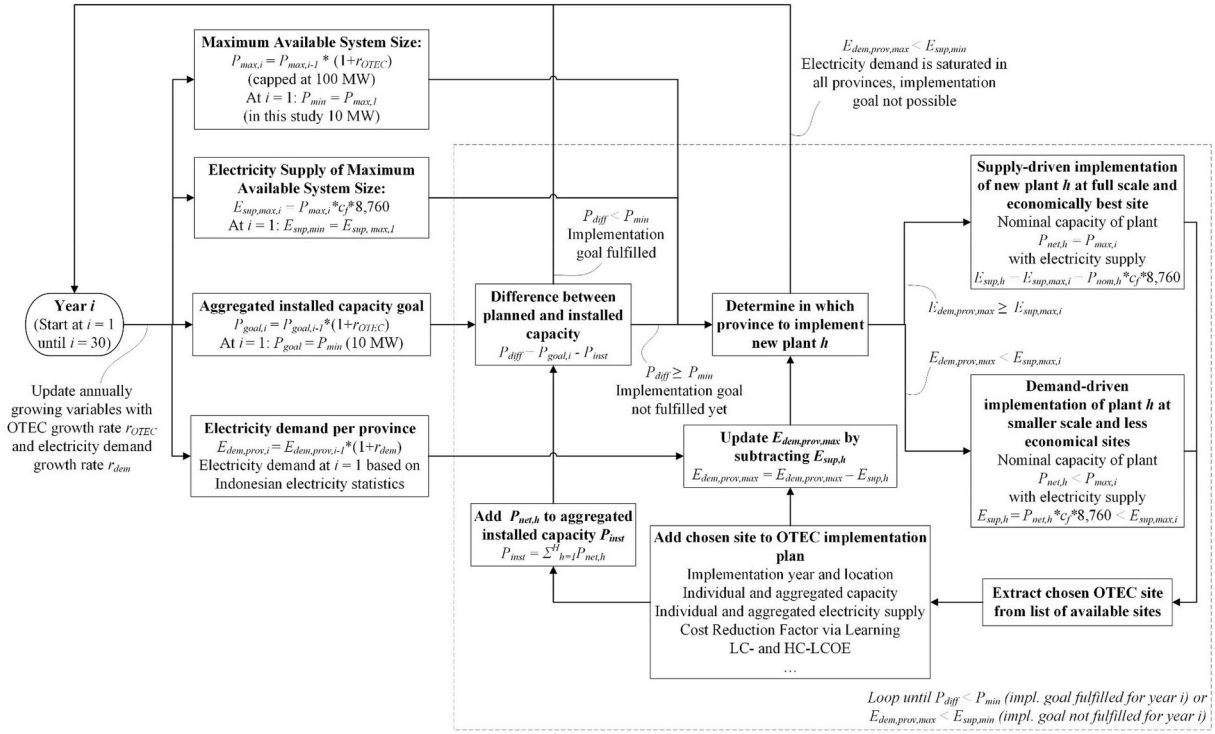 Maximum Available System Size:
P_max,i = P_max,i-1 * (1+r_OTEC)
(capped at 100 MW)
At i = 1: P_min = P_max,1
(in this study 10 MW)
Electricity Supply of Maximum
Available System Size:
E_sup,max,i − P_max,i*c_f*8,760
At i = 1: E_sup,min = E_sup, max,1
Year i
(Start at i = 1
until i = 30)
Update annually
growing variables with
OTEC growth rate r_OTEC
and electricity demand
growth rate r_dem
Aggregated installed capacity goal
P_goal,i = P_goal,i-1*(1+r_OTEC)
At i = 1: P_goal = P_min (10 MW)
Electricity demand per province
E_dem,prov,i = E_dem,prov,i-1*(1+r_dem)
Electricity demand at i = 1 based on
Indonesian electricity statistics
P_diff < P_min
Implementation
goal fulfilled
Difference between
planned and installed
capacity
P_diff − P_goal,i - P_inst
P_diff ≥ P_min
Implementation goal
not fulfilled yet
E_dem,prov,max < E_sup,min
Electricity demand is saturated in
all provinces, implementation
goal not possible
Determine in which
province to implement
new plant h
Supply-driven implementation
of new plant h at full scale and
economically best site
Nominal capacity of plant
P_net,h = P_max,i
with electricity supply
E_sup,h − E_sup,max,i − P_nom,h*c_f*8,760
E_dem,prov,max ≥ E_sup,max,i
E_dem,prov,max < E_sup,max,i
Demand-driven
implementation of plant h at
smaller scale and less
economical sites
Nominal capacity of plant
P_net,h < P_max,i
with electricity supply
E_sup,h = P_net,h*c_f*8,760 < E_sup,max,i
Update E_dem,prov,max by
subtracting E_sup,h
E_dem,prov,max = E_dem,prov,max − E_sup,h
Add P_net,h to aggregated
installed capacity P_inst
P_inst = Σ^H_h=1 P_net,h
Add chosen site to OTEC implementation
plan
Implementation year and location
Individual and aggregated capacity
Individual and aggregated electricity supply
Cost Reduction Factor via Learning
LC- and HC-LCOE
…
Extract chosen OTEC site
from list of available sites
Loop until P_diff < P_min (impl. goal fulfilled for year i) or
E_dem,prov,max < E_sup,min (impl. goal not fulfilled for year i)